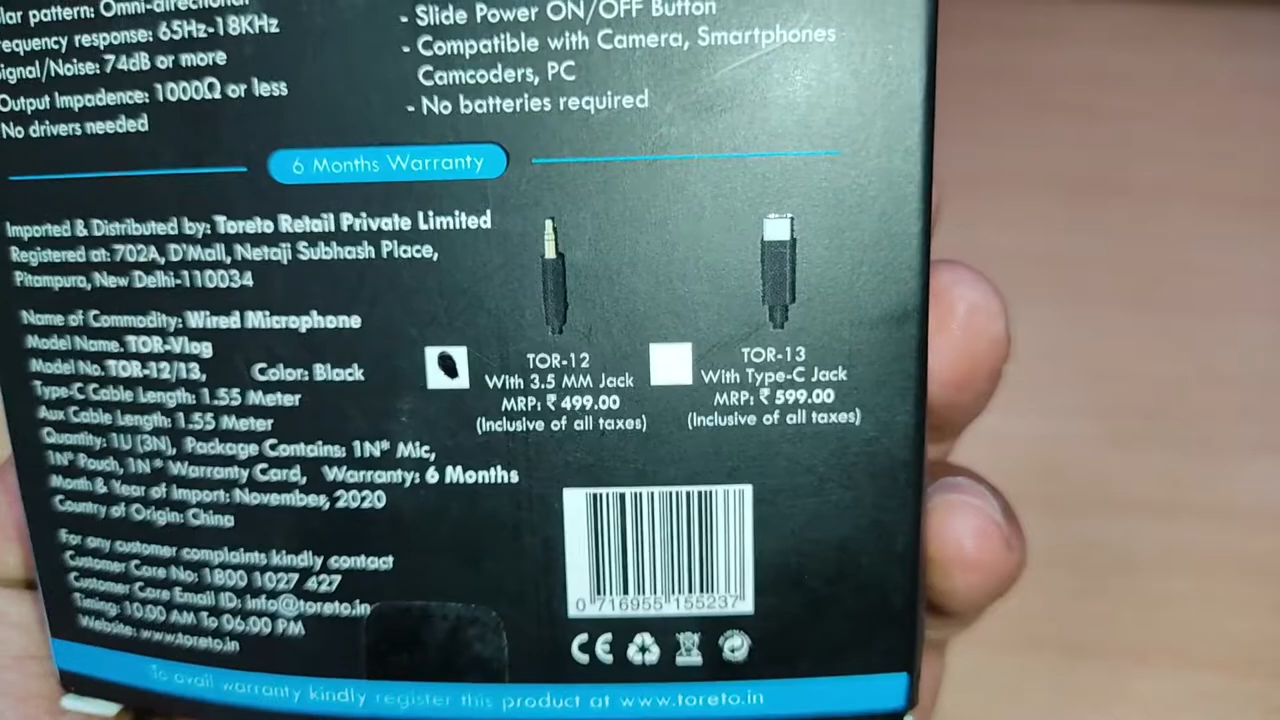 lar pattern: Omni-directional
equency response: 65Hz-18KHz
ignal/Noise: 74dB or more
Output Impadence: 1000Ω or less
No drivers needed
- Slide Power ON/OFF Button
- Compatible with Camera, Smartphones
Camcoders, PC
- No batteries required
6 Months Warranty
Imported & Distributed by: Toreto Retail Private Limited
Registered at: 702A, D'Mall, Netaji Subhash Place,
Pitampura, New Delhi-110034
Name of Commodity: Wired Microphone
Model Name. TOR-Vlog
Model No. TOR-12/13, Color: Black
Type-C Cable Length: 1.55 Meter
Aux Cable Length: 1.55 Meter
Quantity: 1U (3N), Package Contains: 1N* Mic,
1N* Pouch, 1N* Warranty Card, Warranty: 6 Months
Month & Year of Import: November, 2020
Country of Origin: China
For any customer complaints kindly contact
Customer Care No: 1800 1027 427
Customer Care Email ID: info@toreto.in
Timing: 10:00 AM To 06:00 PM
Website: www.toreto.in
TOR-12
With 3.5 MM Jack
MRP: ₹ 499.00
(Inclusive of all taxes)
TOR-13
With Type-C Jack
MRP: ₹ 599.00
(Inclusive of all taxes)
0 716955 155237
CE
To avail warranty kindly register this product at www.toreto.in